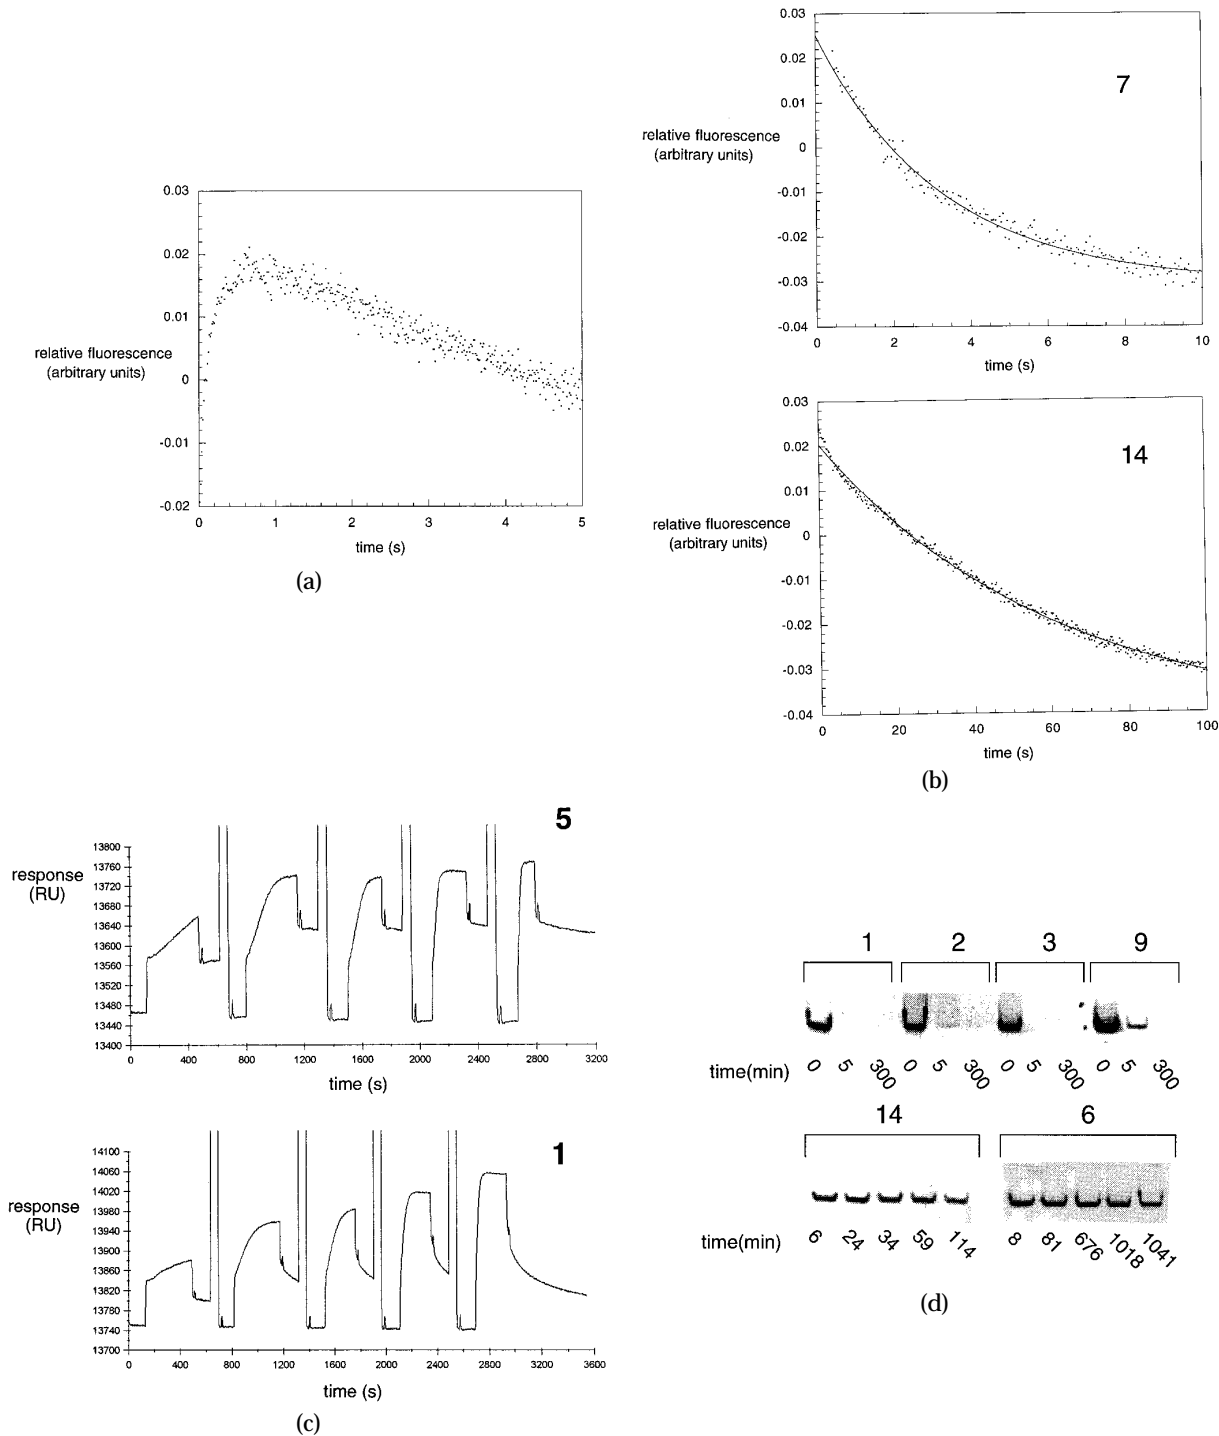 0.03
0.02
0.01
relative fluorescence
(arbitrary units)
0
-0.01
-0.02
0 1 2 3 4 5
time (s)
(a)
0.03
0.02
7
0.01
relative fluorescence
(arbitrary units)
0
-0.01
-0.02
-0.03
-0.04
0 2 4 6 8 10
time (s)
0.03
0.02
14
0.01
relative fluorescence
(arbitrary units)
0
-0.01
-0.02
-0.03
-0.04
0 20 40 60 80 100
time (s)
(b)
5
response
(RU)
13800
13760
13720
13680
13640
13600
13560
13520
13480
13440
13400
0 400 800 1200 1600 2000 2400 2800 3200
time (s)
1
response
(RU)
14100
14060
14020
13940
13900
13860
13820
13780
13740
13700
0 400 800 1200 1600 2000 2400 2800 3200 3600
time (s)
(c)
1 2 3 9
time(min) 0 5 300 0 5 300 0 5 300 0 5 300
14 6
time(min) 6 24 34 59 114 8 81 676 1018 1041
(d)